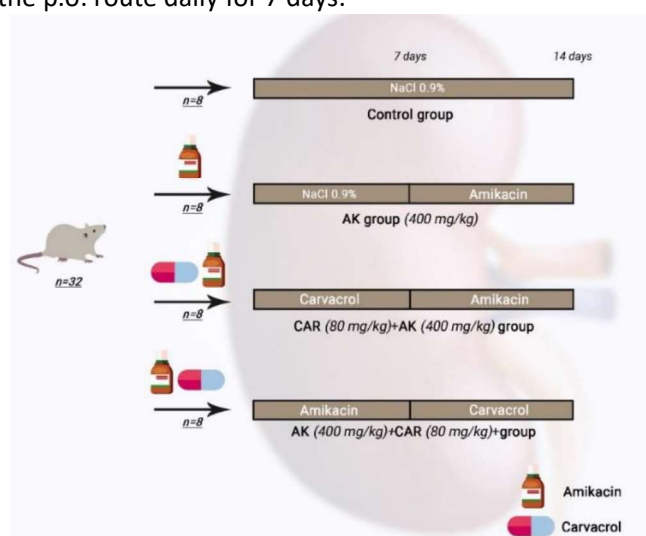 the p.o. route daily for 7 days.
7 days 14 days
n=8
NaCl 0.9%
Control group
n=8
NaCl 0.9% Amikacin
AK group (400 mg/kg)
n=32
n=8
Carvacrol Amikacin
CAR (80 mg/kg)+AK (400 mg/kg) group
n=8
Amikacin Carvacrol
AK (400 mg/kg)+CAR (80 mg/kg)+group
Amikacin
Carvacrol